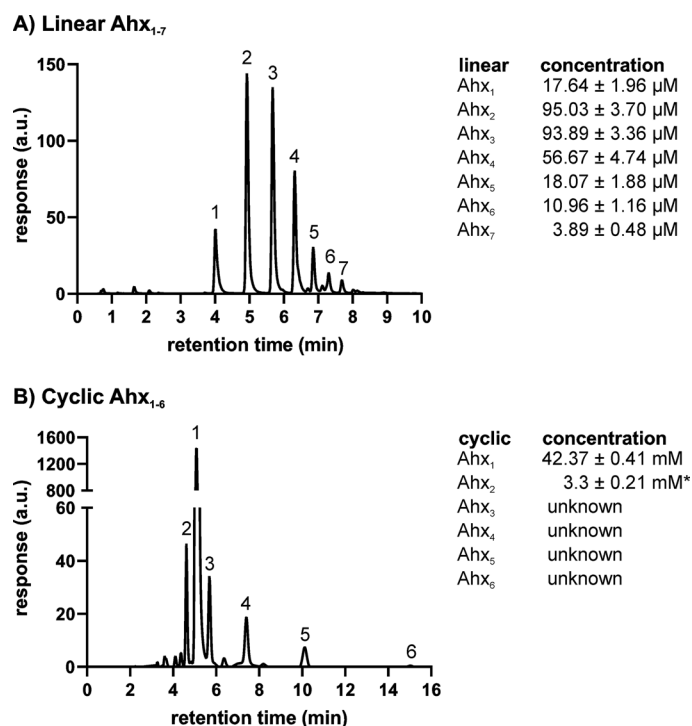 A) Linear Ahx₁₋₇
150
100
50
0
response (a.u.)
1
2
3
4
5
6
7
0 1 2 3 4 5 6 7 8 9 10
retention time (min)
linear concentration
Ahx₁ 17.64 ± 1.96 µM
Ahx₂ 95.03 ± 3.70 µM
Ahx₃ 93.89 ± 3.36 µM
Ahx₄ 56.67 ± 4.74 µM
Ahx₅ 18.07 ± 1.88 µM
Ahx₆ 10.96 ± 1.16 µM
Ahx₇ 3.89 ± 0.48 µM
B) Cyclic Ahx₁₋₆
1600
1200
800
60
40
20
0
response (a.u.)
1
2
3
4
5
6
0 2 4 6 8 10 12 14 16
retention time (min)
cyclic concentration
Ahx₁ 42.37 ± 0.41 mM
Ahx₂ 3.3 ± 0.21 mM*
Ahx₃ unknown
Ahx₄ unknown
Ahx₅ unknown
Ahx₆ unknown